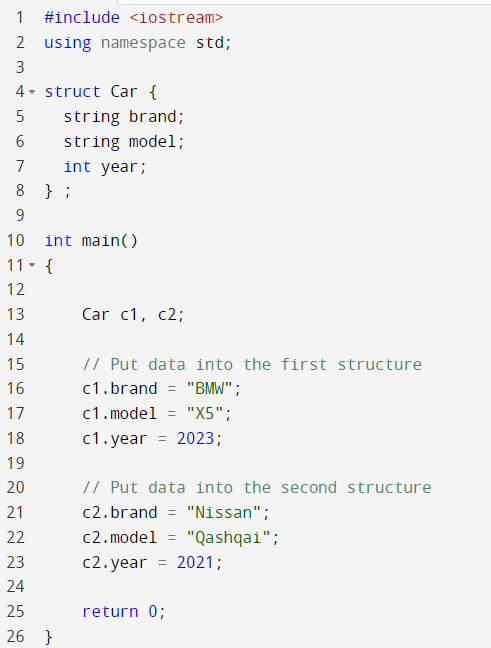 1 #include <iostream>
2 using namespace std;
3
4 struct Car {
5   string brand;
6   string model;
7   int year;
8 } ;
9
10 int main()
11 {
12
13     Car c1, c2;
14
15     // Put data into the first structure
16     c1.brand = "BMW";
17     c1.model = "X5";
18     c1.year = 2023;
19
20     // Put data into the second structure
21     c2.brand = "Nissan";
22     c2.model = "Qashqai";
23     c2.year = 2021;
24
25     return 0;
26 }